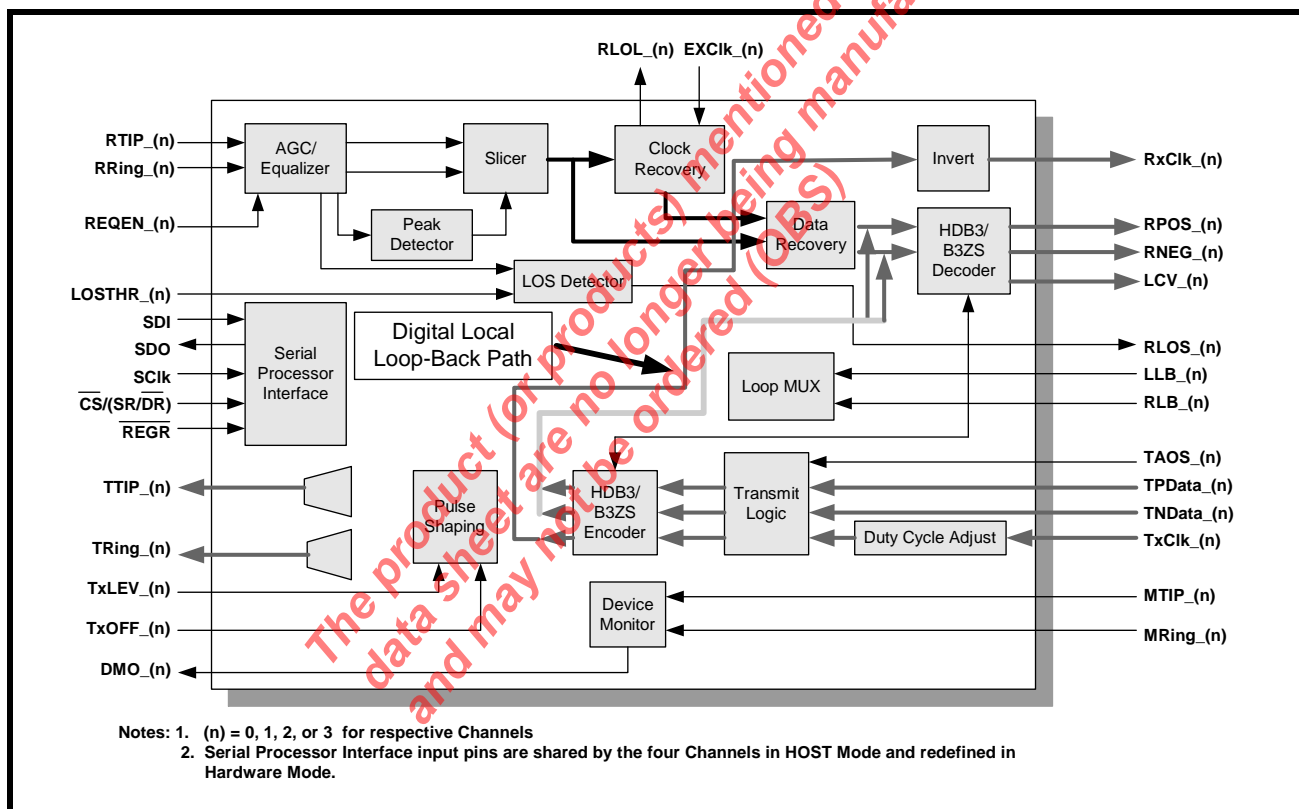 RLOL_(n) EXClk_(n)
RTIP_(n)
RRing_(n)
REQEN_(n)
LOSTHR_(n)
SDI
SDO
SClk
CS/(SR/DR)
REGR
TTIP_(n)
TRing_(n)
TxLEV_(n)
TxOFF_(n)
DMO_(n)
AGC/
Equalizer
Slicer
Clock
Recovery
Invert
Peak
Detector
Data
Recovery
HDB3/
B3ZS
Decoder
LOS Detector
Serial
Processor
Interface
Digital Local
Loop-Back Path
Loop MUX
Pulse
Shaping
HDB3/
B3ZS
Encoder
Transmit
Logic
Duty Cycle Adjust
Device
Monitor
RxClk_(n)
RPOS_(n)
RNEG_(n)
LCV_(n)
RLOS_(n)
LLB_(n)
RLB_(n)
TAOS_(n)
TPData_(n)
TNData_(n)
TxClk_(n)
MTIP_(n)
MRing_(n)
The product (or products) mentioned
data sheet are no longer being manufa
and may not be ordered (OBS)
Notes: 1. (n) = 0, 1, 2, or 3 for respective Channels
2. Serial Processor Interface input pins are shared by the four Channels in HOST Mode and redefined in
Hardware Mode.